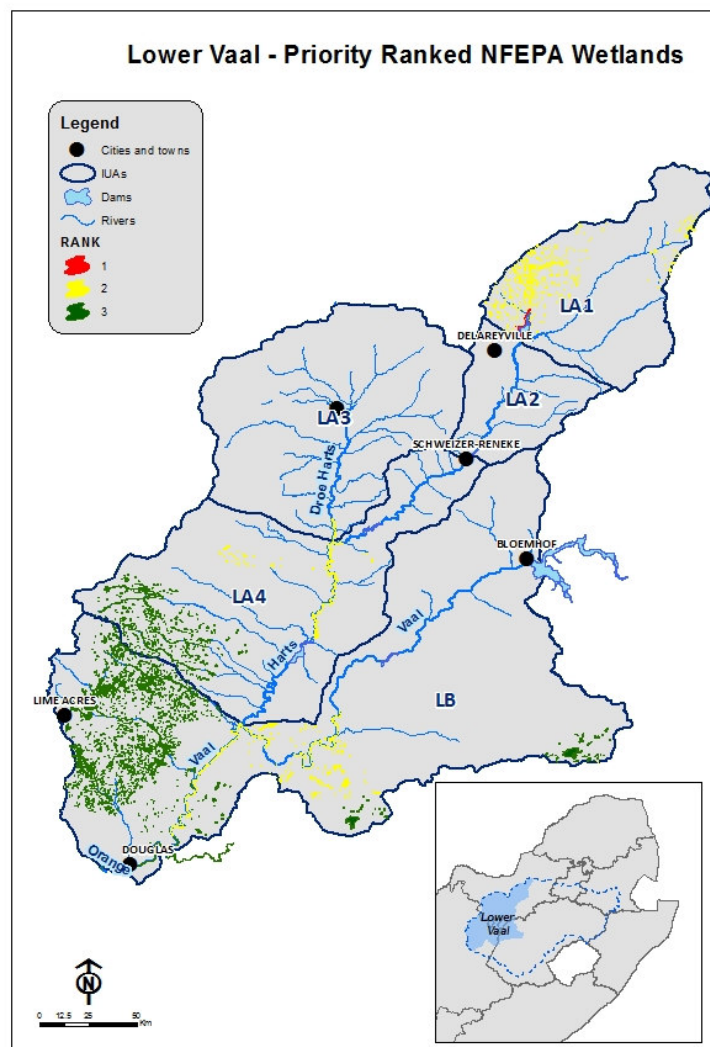 Lower Vaal - Priority Ranked NFEPA Wetlands
Legend
Cities and towns
IUAs
Dams
Rivers
RANK
1
2
3
LA1
DELAREYVILLE
LA2
LA3
SCHWEIZER-RENEKE
Droe Harts
BLOEMHOF
LA4
Vaal
Harts
LB
LIME ACRES
Vaal
DOUGLAS
Orange
Lower
Vaal
N
0 12.5 25 50
Km